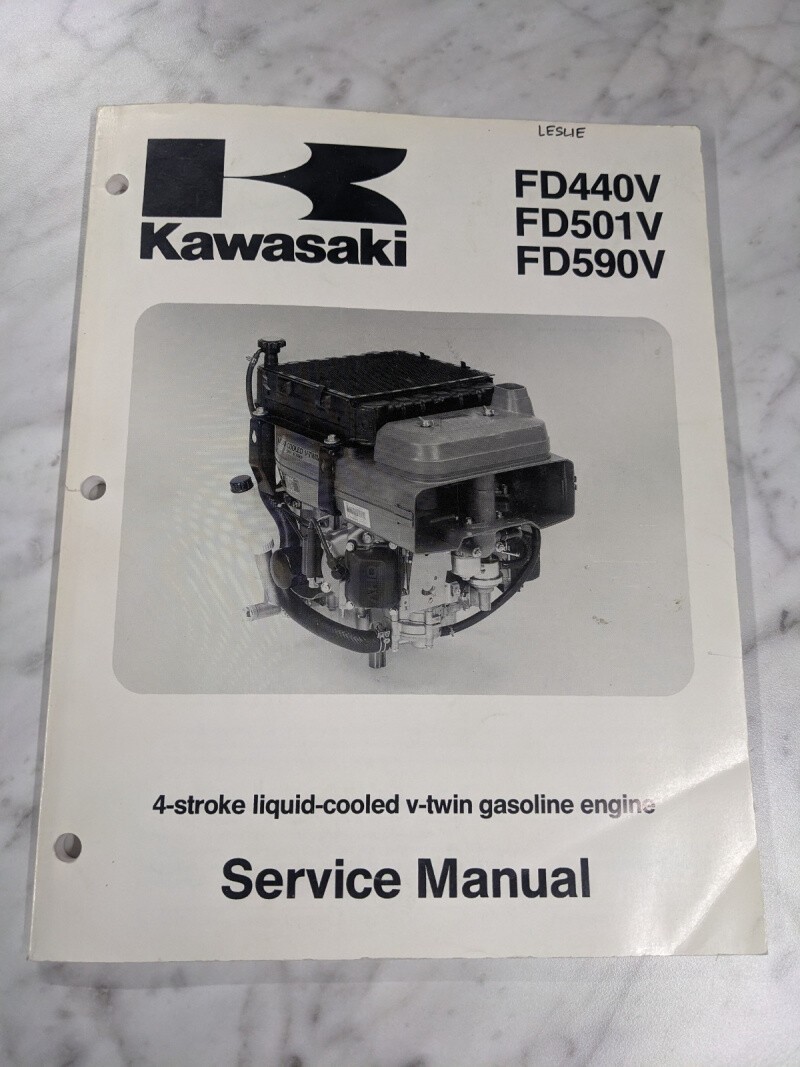 LESLIE
Kawasaki
FD440V
FD501V
FD590V
4-stroke liquid-cooled v-twin gasoline engine
Service Manual